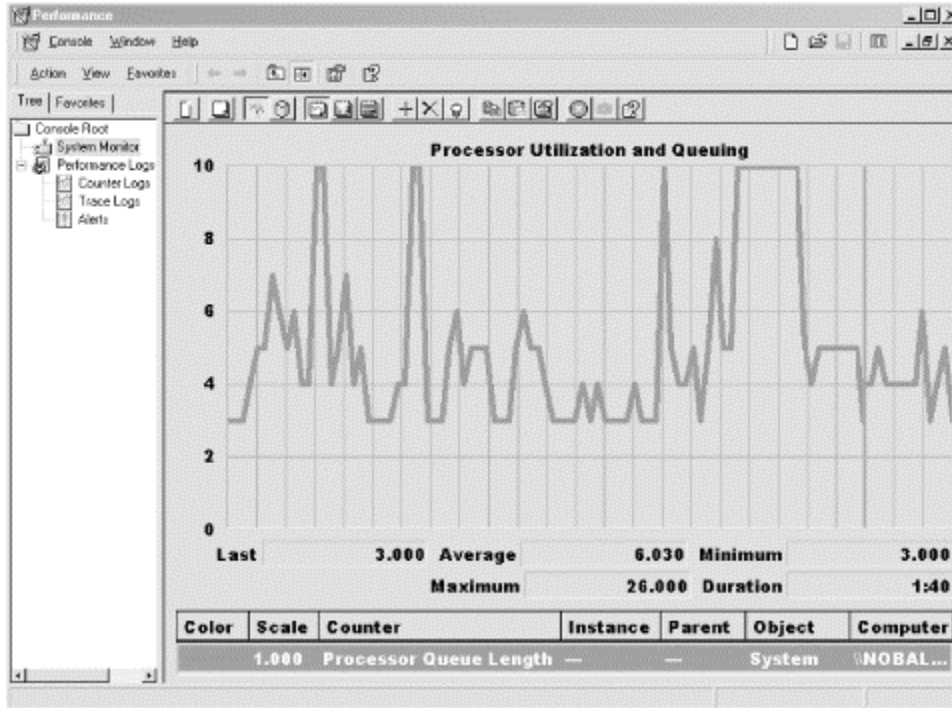 Performance
Console Window Help
Action View Favorites
Tree Favorites
Console Root
System Monitor
Performance Logs
Counter Logs
Trace Logs
Alerts
Processor Utilization and Queuing
10
8
6
4
2
0
Last 3.000 Average 6.030 Minimum 3.000
Maximum 26.000 Duration 1:40
Color Scale Counter Instance Parent Object Computer
1.000 Processor Queue Length — — System \\NOBAL...